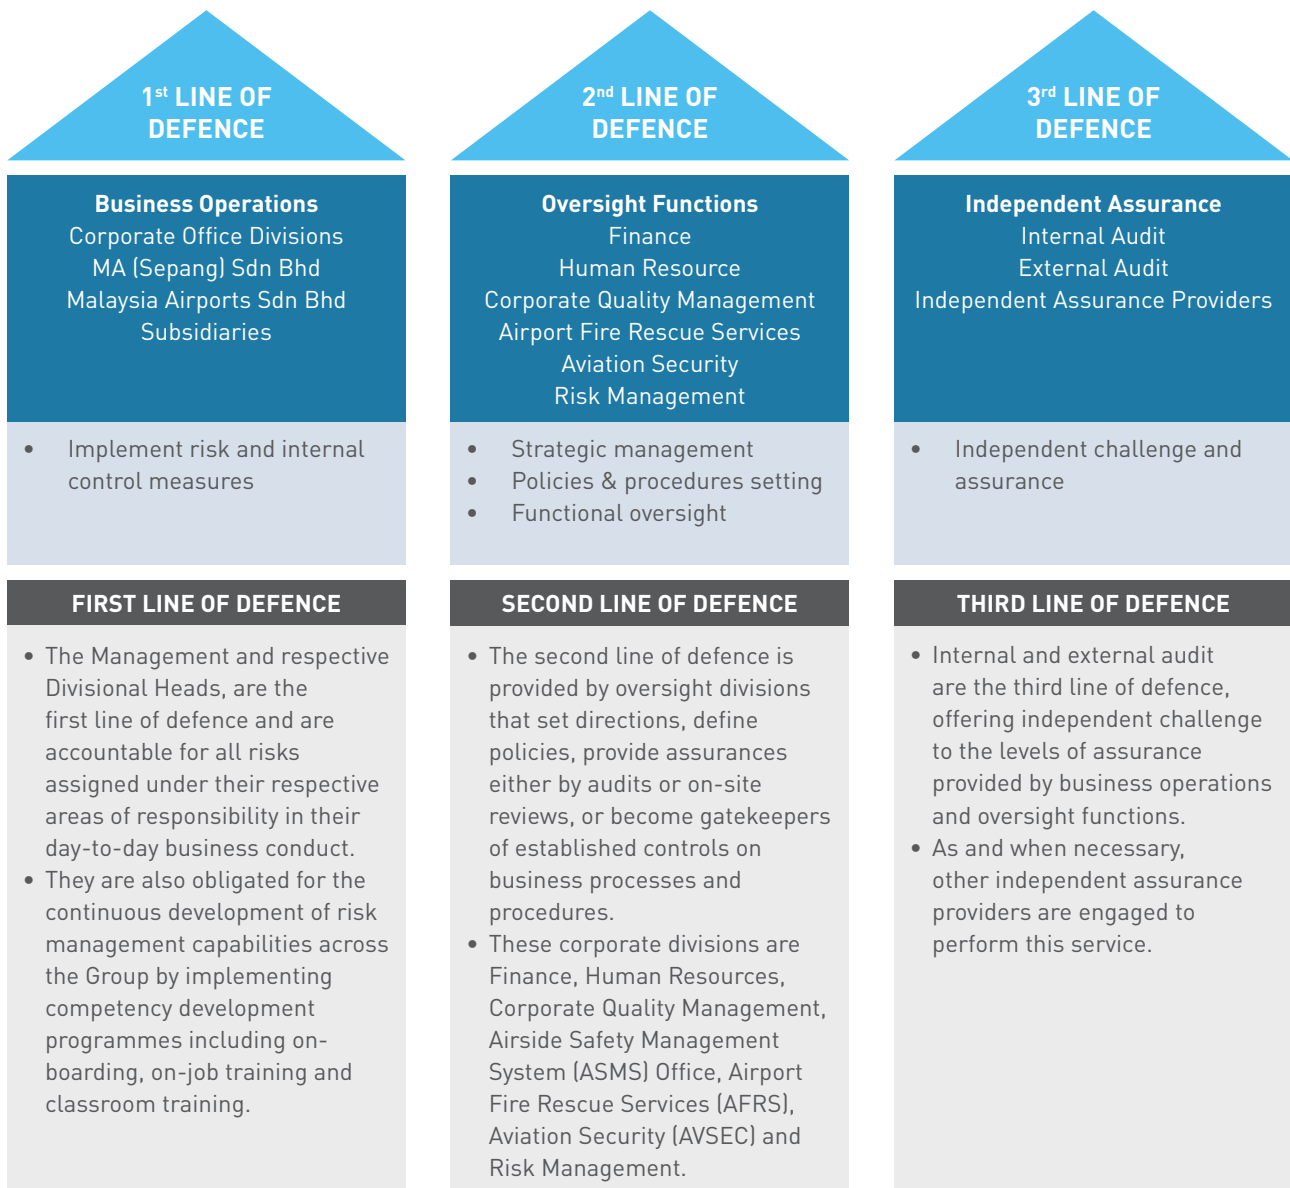 1st LINE OF
DEFENCE
Business Operations
Corporate Office Divisions
MA (Sepang) Sdn Bhd
Malaysia Airports Sdn Bhd
Subsidiaries
• Implement risk and internal
control measures
FIRST LINE OF DEFENCE
• The Management and respective
Divisional Heads, are the
first line of defence and are
accountable for all risks
assigned under their respective
areas of responsibility in their
day-to-day business conduct.
• They are also obligated for the
continuous development of risk
management capabilities across
the Group by implementing
competency development
programmes including on-
boarding, on-job training and
classroom training.
2nd LINE OF
DEFENCE
Oversight Functions
Finance
Human Resource
Corporate Quality Management
Airport Fire Rescue Services
Aviation Security
Risk Management
• Strategic management
• Policies & procedures setting
• Functional oversight
SECOND LINE OF DEFENCE
• The second line of defence is
provided by oversight divisions
that set directions, define
policies, provide assurances
either by audits or on-site
reviews, or become gatekeepers
of established controls on
business processes and
procedures.
• These corporate divisions are
Finance, Human Resources,
Corporate Quality Management,
Airside Safety Management
System (ASMS) Office, Airport
Fire Rescue Services (AFRS),
Aviation Security (AVSEC) and
Risk Management.
3rd LINE OF
DEFENCE
Independent Assurance
Internal Audit
External Audit
Independent Assurance Providers
• Independent challenge and
assurance
THIRD LINE OF DEFENCE
• Internal and external audit
are the third line of defence,
offering independent challenge
to the levels of assurance
provided by business operations
and oversight functions.
• As and when necessary,
other independent assurance
providers are engaged to
perform this service.